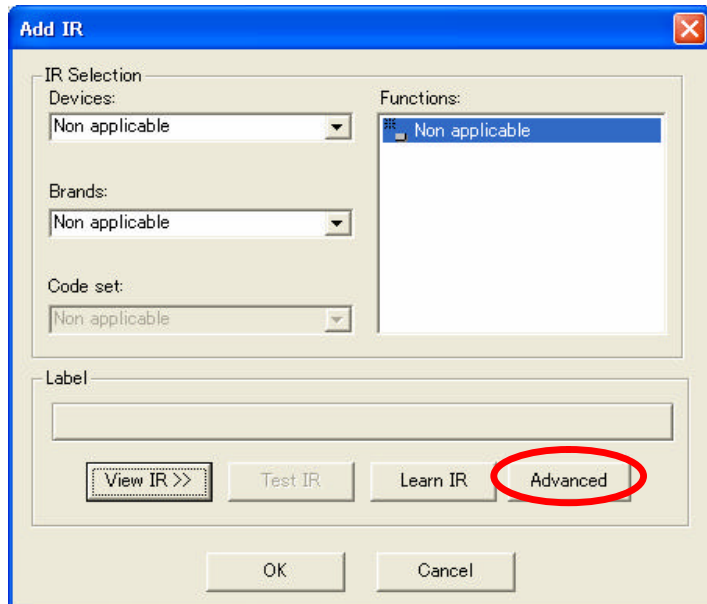 Add IR
IR Selection
Devices:
Non applicable
Brands:
Non applicable
Code set:
Non applicable
Functions:
Non applicable
Label
View IR >>
Test IR
Learn IR
Advanced
OK
Cancel